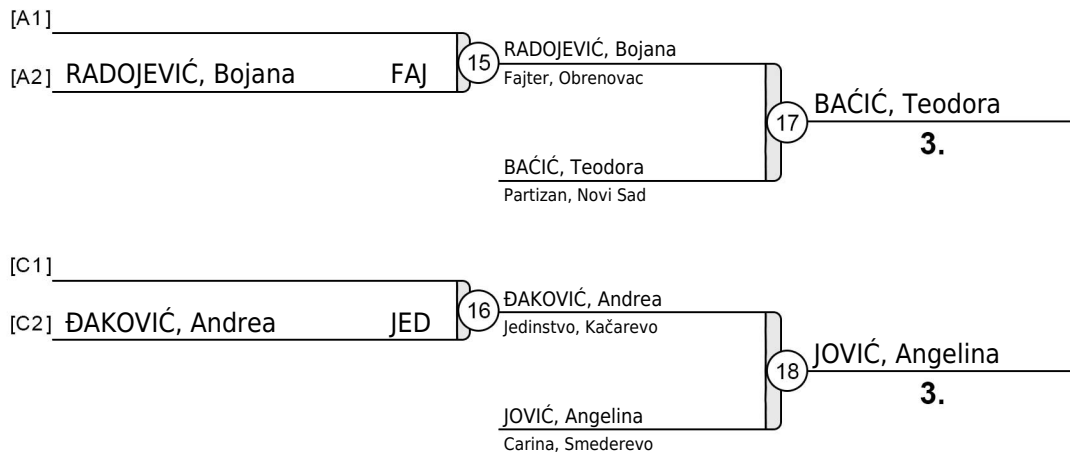 [A1]
[A2] RADOJEVIĆ, Bojana FAJ
15
RADOJEVIĆ, Bojana
Fajter, Obrenovac
17
BAĆIĆ, Teodora
3.
BAĆIĆ, Teodora
Partizan, Novi Sad
[C1]
[C2] ĐAKOVIĆ, Andrea JED
16
ĐAKOVIĆ, Andrea
Jedinstvo, Kačarevo
18
JOVIĆ, Angelina
3.
JOVIĆ, Angelina
Carina, Smederevo